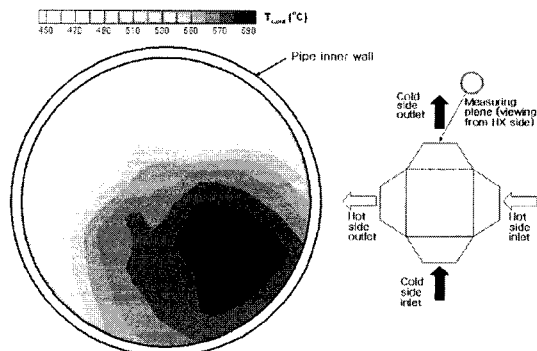 450 470 490 510 530 550 570 590
(°C)
Pipe inner wall
Cold
side
outlet
Measuring
plane (viewing
from HX side)
Hot
side
outlet
Hot
side
inlet
Cold
side
inlet